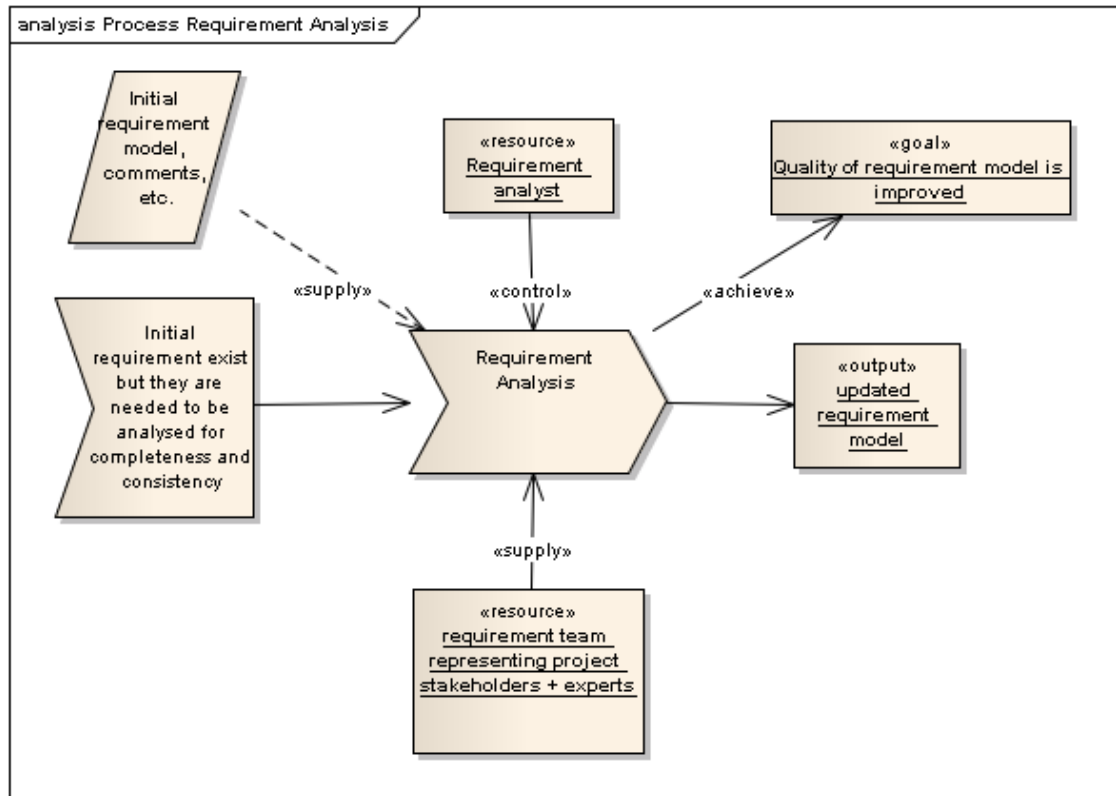 analysis Process Requirement Analysis
Initial
requirement
model,
comments,
etc.
«resource»
Requirement
analyst
«goal»
Quality of requirement model is
improved
«supply»
«control»
«achieve»
Initial
requirement exist
but they are
needed to be
analysed for
completeness and
consistency
Requirement
Analysis
«output»
updated
requirement
model
«supply»
«resource»
requirement team
representing project
stakeholders + experts